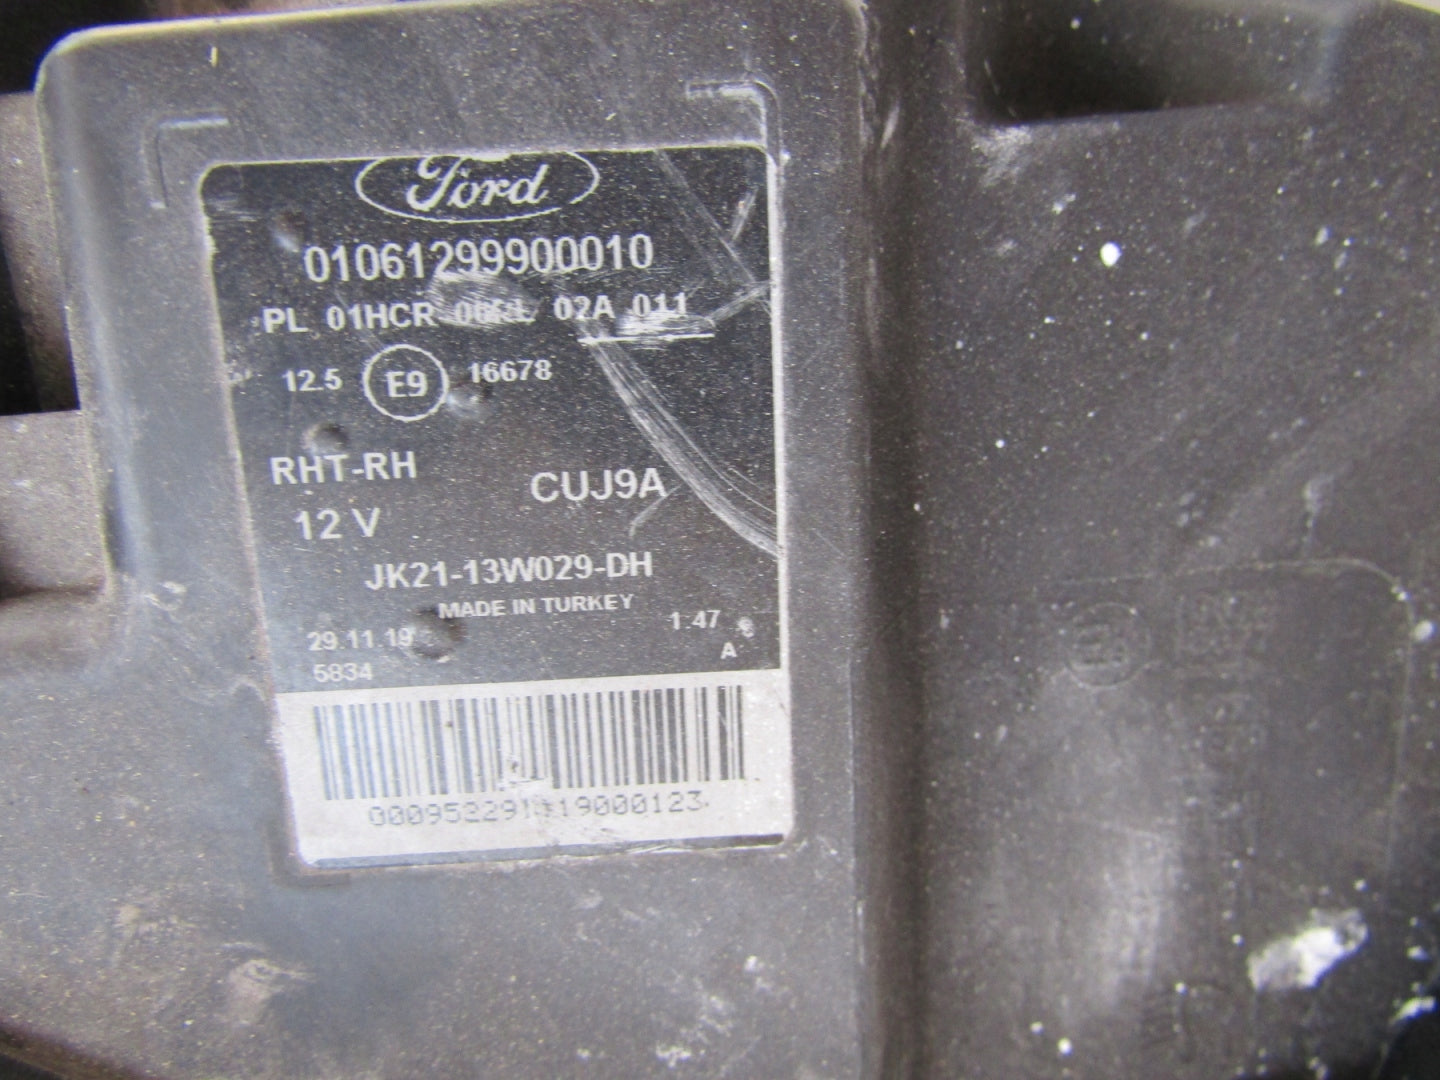 Ford
01061299900010
PL 01HCR 02A 011
12.5 E9 16678
RHT-RH
CUJ9A
12 V
JK21-13W029-DH
MADE IN TURKEY
29.11.19
1.47
5834
A